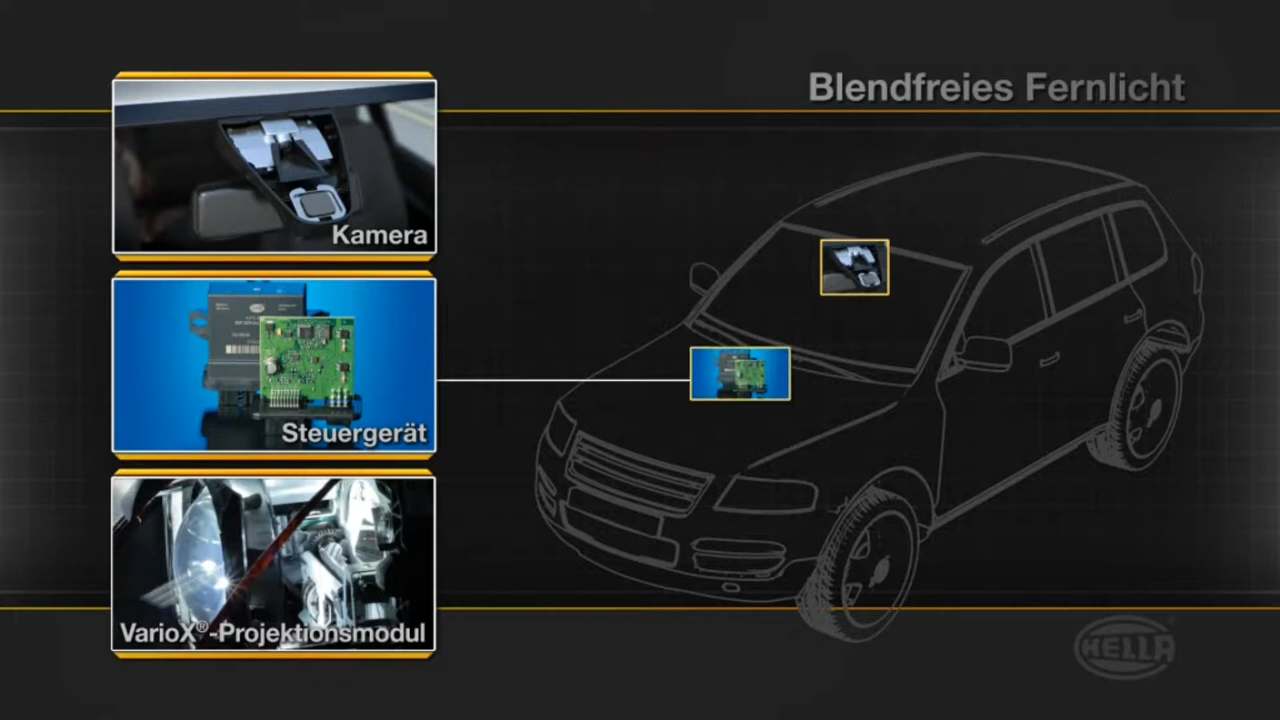 Blendfreies Fernlicht
Kamera
Steuergerät
VarioX®-Projektionsmodul
HELLA